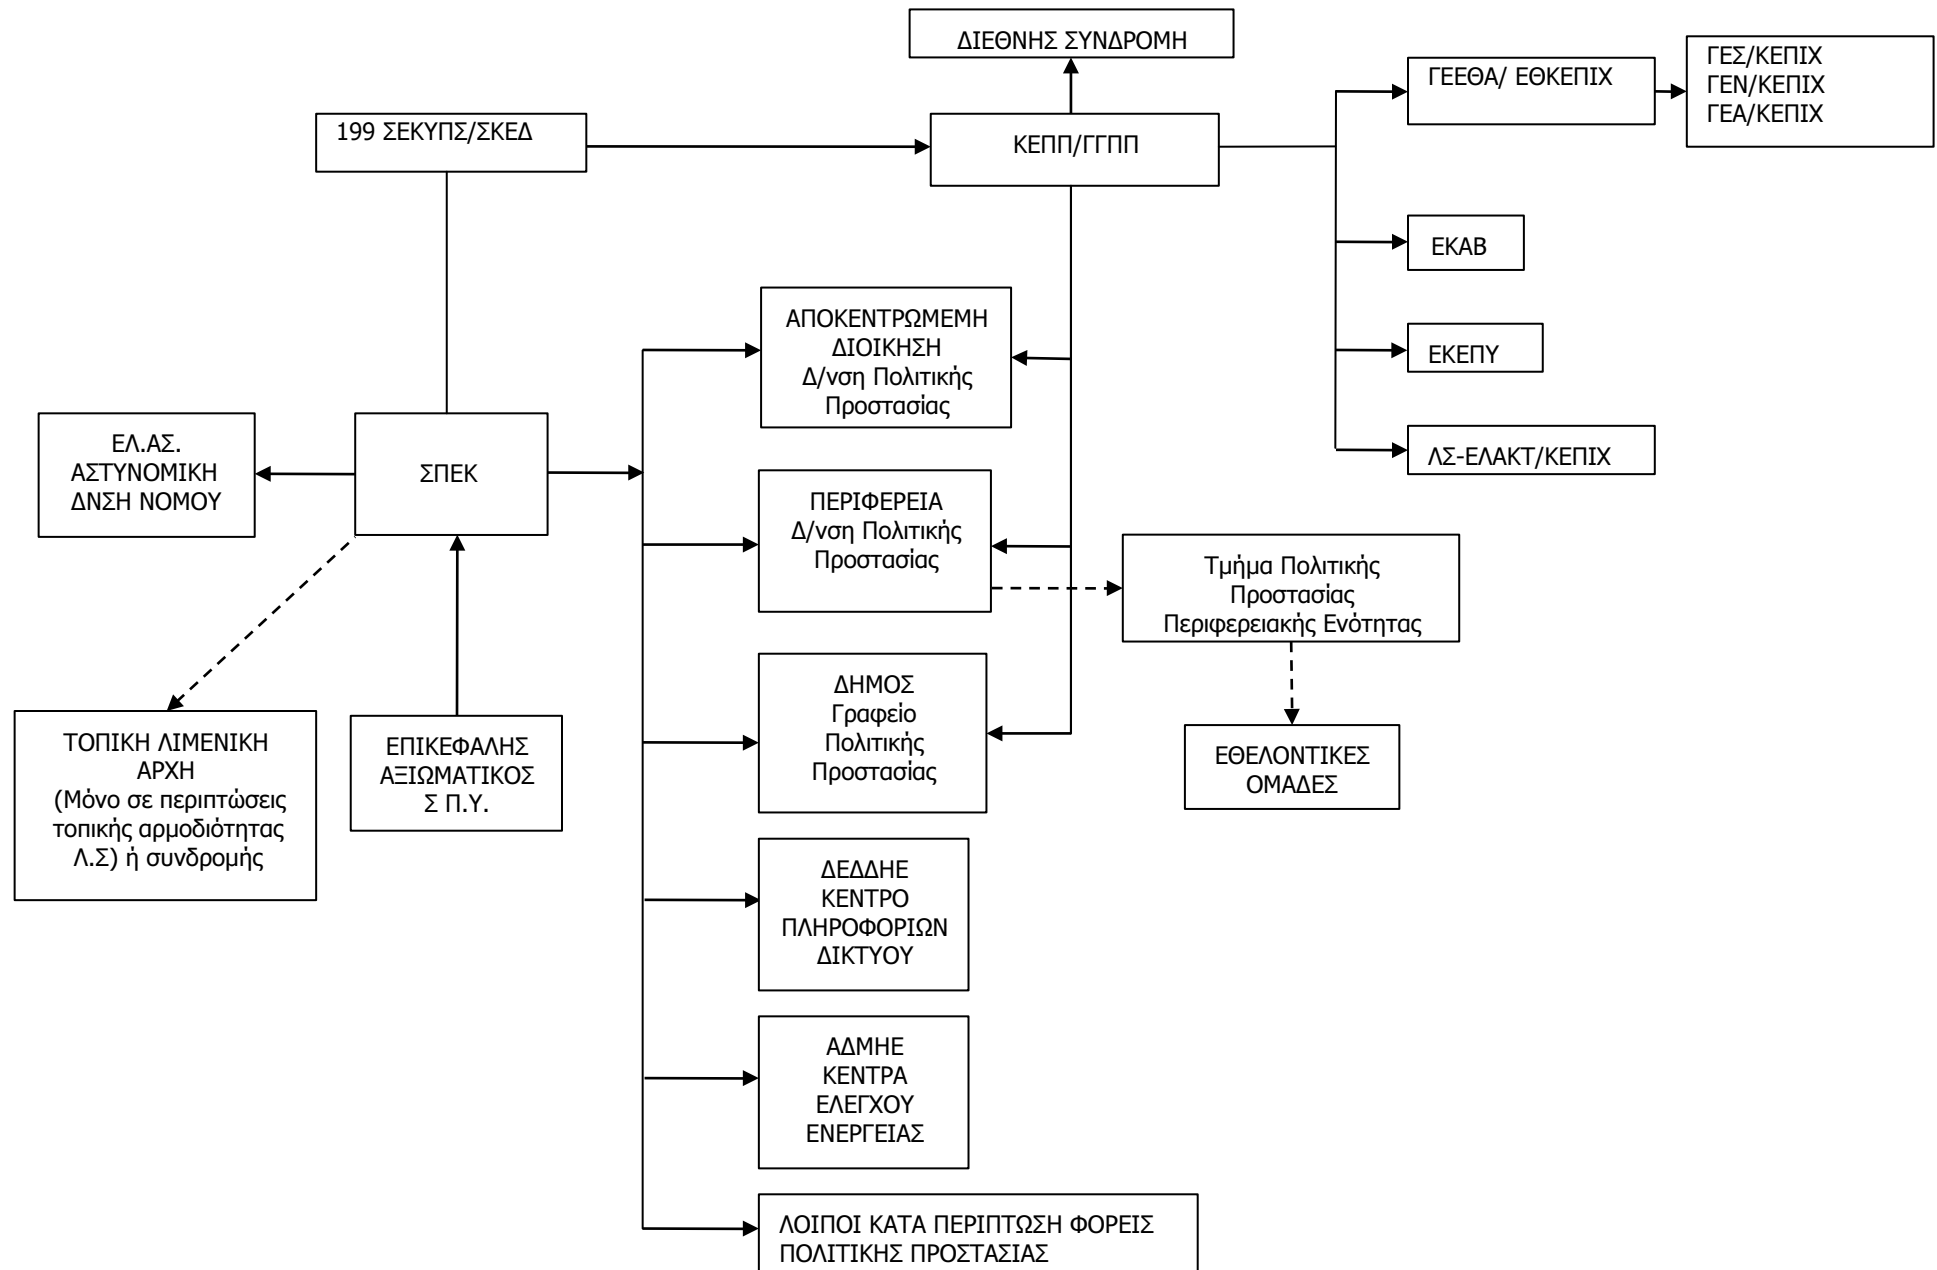 ΔΙΕΘΝΗΣ ΣΥΝΔΡΟΜΗ
ΓΕΕΘΑ/ ΕΘΚΕΠΙΧ
ΓΕΣ/ΚΕΠΙΧ
ΓΕΝ/ΚΕΠΙΧ
ΓΕΑ/ΚΕΠΙΧ
199 ΣΕΚΥΠΣ/ΣΚΕΔ
ΚΕΠΠ/ΓΓΠΠ
ΕΚΑΒ
ΕΚΕΠΥ
ΛΣ-ΕΛΑΚΤ/ΚΕΠΙΧ
ΑΠΟΚΕΝΤΡΩΜΕΜΗ
ΔΙΟΙΚΗΣΗ
Δ/νση Πολιτικής
Προστασίας
ΕΛ.ΑΣ.
ΑΣΤΥΝΟΜΙΚΗ
ΔΝΣΗ ΝΟΜΟΥ
ΣΠΕΚ
ΠΕΡΙΦΕΡΕΙΑ
Δ/νση Πολιτικής
Προστασίας
Τμήμα Πολιτικής
Προστασίας
Περιφερειακής Ενότητας
ΔΗΜΟΣ
Γραφείο
Πολιτικής
Προστασίας
ΕΘΕΛΟΝΤΙΚΕΣ
ΟΜΑΔΕΣ
ΤΟΠΙΚΗ ΛΙΜΕΝΙΚΗ
ΑΡΧΗ
(Μόνο σε περιπτώσεις
τοπικής αρμοδιότητας
Λ.Σ) ή συνδρομής
ΕΠΙΚΕΦΑΛΗΣ
ΑΞΙΩΜΑΤΙΚΟΣ
Σ Π.Υ.
ΔΕΔΔΗΕ
ΚΕΝΤΡΟ
ΠΛΗΡΟΦΟΡΙΩΝ
ΔΙΚΤΥΟΥ
ΑΔΜΗΕ
ΚΕΝΤΡΑ
ΕΛΕΓΧΟΥ
ΕΝΕΡΓΕΙΑΣ
ΛΟΙΠΟΙ ΚΑΤΑ ΠΕΡΙΠΤΩΣΗ ΦΟΡΕΙΣ
ΠΟΛΙΤΙΚΗΣ ΠΡΟΣΤΑΣΙΑΣ